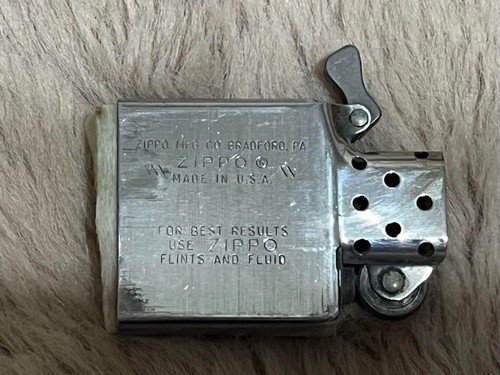 ZIPPO MFG. CO. BRADFORD, PA.
\\\ ZIPPO ® \\\
MADE IN U.S.A.
FOR BEST RESULTS
USE ZIPPO
FLINTS AND FLUID